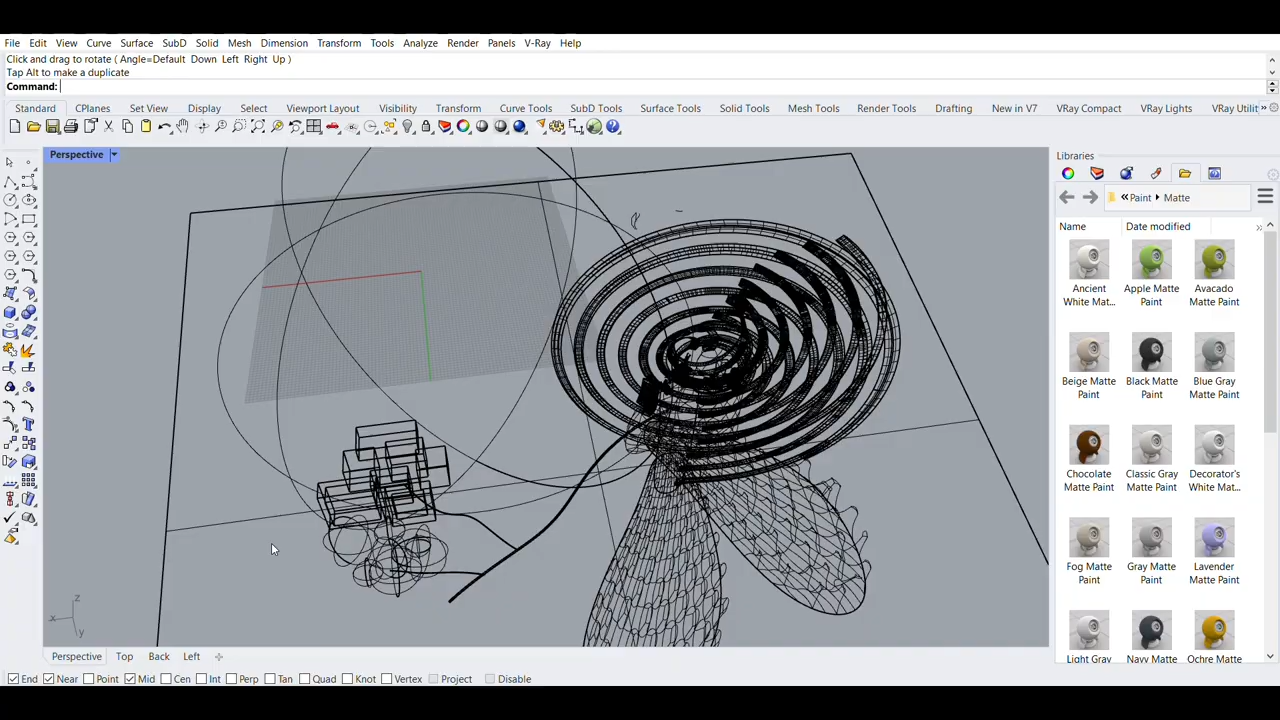 File Edit View Curve Surface SubD Solid Mesh Dimension Transform Tools Analyze Render Panels V-Ray Help
Click and drag to rotate ( Angle=Default Down Left Right Up )
Tap Alt to make a duplicate
Command:
Standard CPlanes Set View Display Select Viewport Layout Visibility Transform Curve Tools SubD Tools Surface Tools Solid Tools Mesh Tools Render Tools Drafting New in V7 VRay Compact VRay Lights VRay Utilit »
Perspective
Libraries
« Paint Matte
Name Date modified »
Ancient White Mat...
Apple Matte Paint
Avacado Matte Paint
Beige Matte Paint
Black Matte Paint
Blue Gray Matte Paint
Chocolate Matte Paint
Classic Gray Matte Paint
Decorator's White Mat...
Fog Matte Paint
Gray Matte Paint
Lavender Matte Paint
Light Gray
Navy Matte
Ochre Matte
z
x
y
Perspective Top Back Left
End Near Point Mid Cen Int Perp Tan Quad Knot Vertex Project Disable